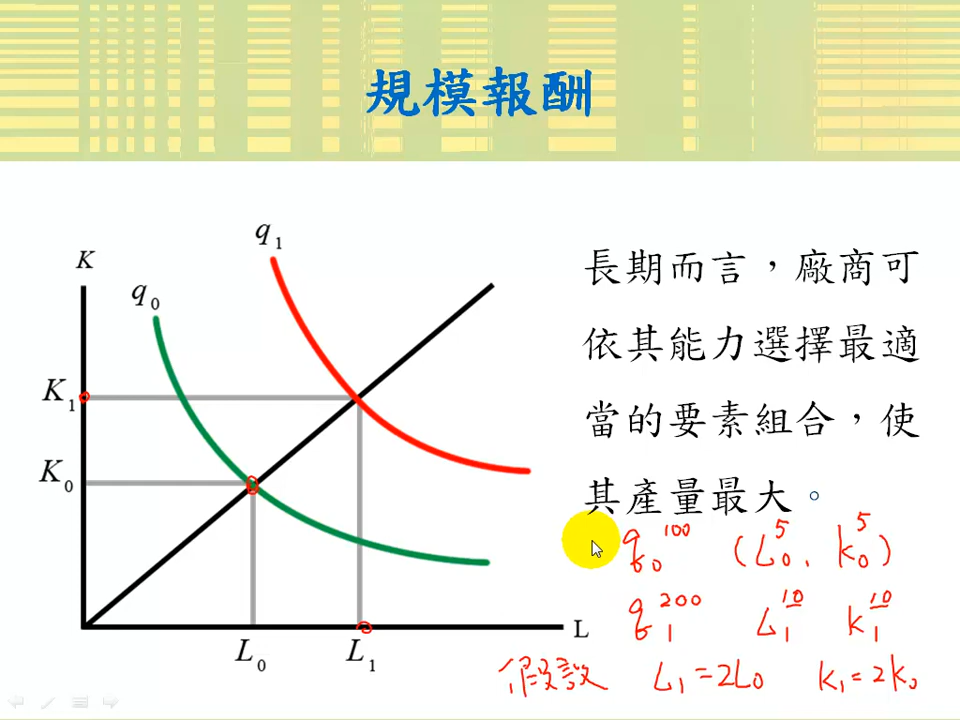 規模報酬
q1
K
q0
K1
K0
L0 L1 L
長期而言，廠商可
依其能力選擇最適
當的要素組合，使
其產量最大。
q0 100 (L0 5, k0 5)
q1 200 L1 10 k1 10
假設 L1=2L0 k1=2k0